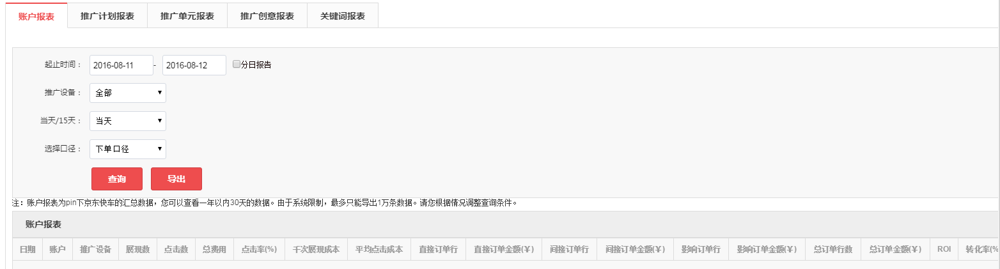 账户报表 推广计划报表 推广单元报表 推广创意报表 关键词报表
起止时间： 2016-08-11 - 2016-08-12 分日报告
推广设备： 全部
当天/15天： 当天
选择口径： 下单口径
查询 导出
注：账户报表为pin下京东快车的汇总数据，您可以查看一年以内30天的数据。由于系统限制，最多只能导出1万条数据。请您根据情况调整查询条件。
账户报表
日期 账户 推广设备 展现数 点击数 总费用 点击率(%) 千次展现成本 平均点击成本 直接订单行 直接订单金额(￥) 间接订单行 间接订单金额(￥) 影响订单行 影响订单金额(￥) 总订单行数 总订单金额(￥) ROI 转化率(%